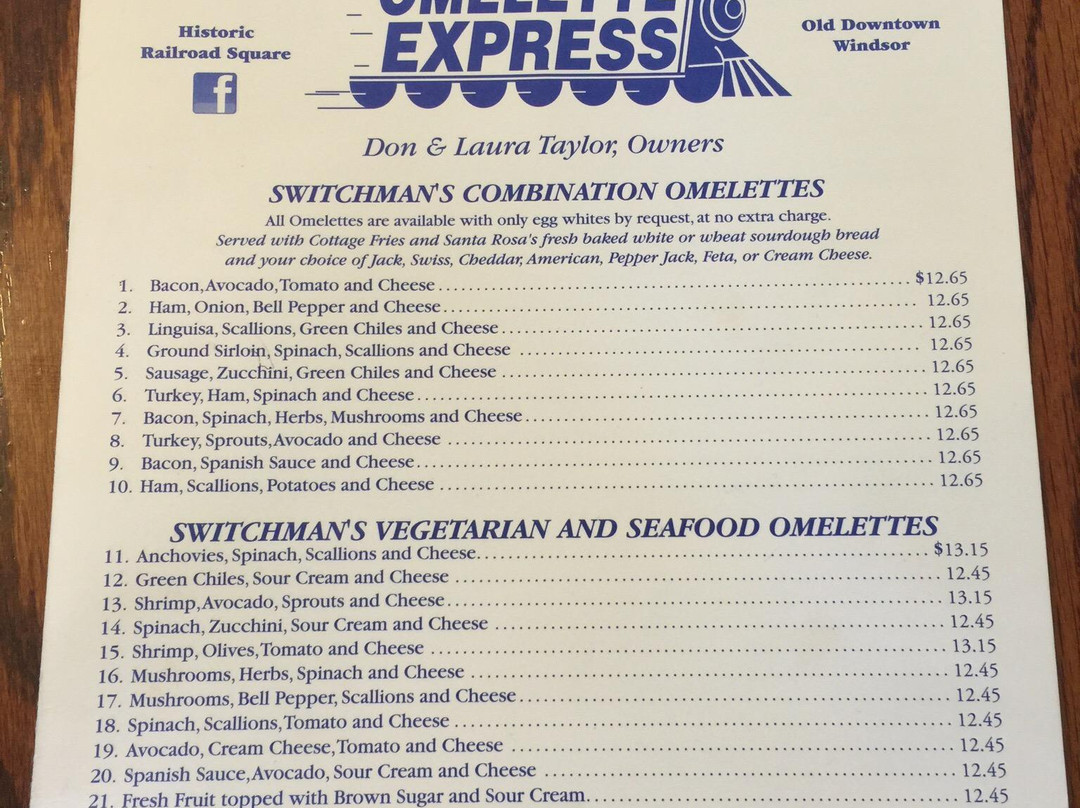 OMELETTE
EXPRESS
Historic
Railroad Square
f
Old Downtown
Windsor
Don & Laura Taylor, Owners
SWITCHMAN'S COMBINATION OMELETTES
All Omelettes are available with only egg whites by request, at no extra charge.
Served with Cottage Fries and Santa Rosa's fresh baked white or wheat sourdough bread
and your choice of Jack, Swiss, Cheddar, American, Pepper Jack, Feta, or Cream Cheese.
1. Bacon, Avocado, Tomato and Cheese $12.65
2. Ham, Onion, Bell Pepper and Cheese 12.65
3. Linguisa, Scallions, Green Chiles and Cheese 12.65
4. Ground Sirloin, Spinach, Scallions and Cheese 12.65
5. Sausage, Zucchini, Green Chiles and Cheese 12.65
6. Turkey, Ham, Spinach and Cheese 12.65
7. Bacon, Spinach, Herbs, Mushrooms and Cheese 12.65
8. Turkey, Sprouts, Avocado and Cheese 12.65
9. Bacon, Spanish Sauce and Cheese 12.65
10. Ham, Scallions, Potatoes and Cheese 12.65
SWITCHMAN'S VEGETARIAN AND SEAFOOD OMELETTES
11. Anchovies, Spinach, Scallions and Cheese $13.15
12. Green Chiles, Sour Cream and Cheese 12.45
13. Shrimp, Avocado, Sprouts and Cheese 13.15
14. Spinach, Zucchini, Sour Cream and Cheese 12.45
15. Shrimp, Olives, Tomato and Cheese 13.15
16. Mushrooms, Herbs, Spinach and Cheese 12.45
17. Mushrooms, Bell Pepper, Scallions and Cheese 12.45
18. Spinach, Scallions, Tomato and Cheese 12.45
19. Avocado, Cream Cheese, Tomato and Cheese 12.45
20. Spanish Sauce, Avocado, Sour Cream and Cheese 12.45
21. Fresh Fruit topped with Brown Sugar and Sour Cream 12.45